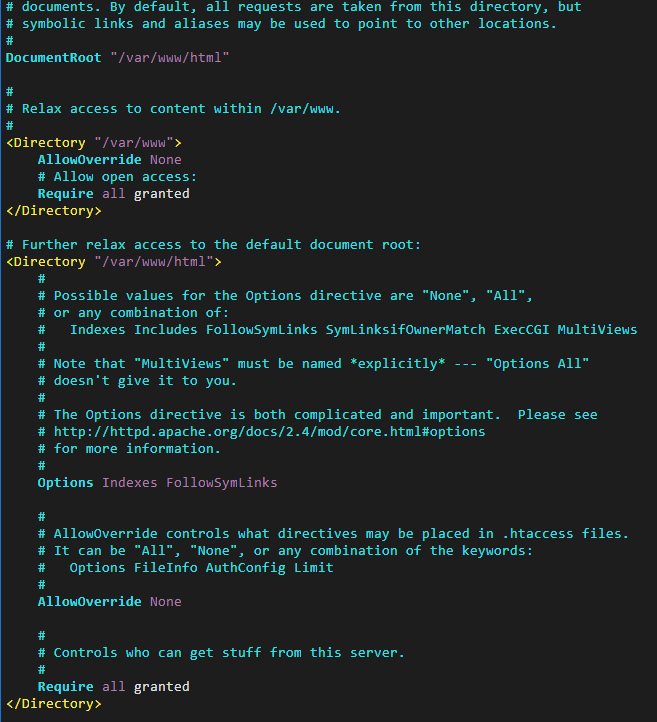 # documents. By default, all requests are taken from this directory, but
# symbolic links and aliases may be used to point to other locations.
#
DocumentRoot "/var/www/html"

#
# Relax access to content within /var/www.
#
<Directory "/var/www">
    AllowOverride None
    # Allow open access:
    Require all granted
</Directory>

# Further relax access to the default document root:
<Directory "/var/www/html">
    #
    # Possible values for the Options directive are "None", "All",
    # or any combination of:
    #   Indexes Includes FollowSymLinks SymLinksifOwnerMatch ExecCGI MultiViews
    #
    # Note that "MultiViews" must be named *explicitly* --- "Options All"
    # doesn't give it to you.
    #
    # The Options directive is both complicated and important.  Please see
    # http://httpd.apache.org/docs/2.4/mod/core.html#options
    # for more information.
    #
    Options Indexes FollowSymLinks

    #
    # AllowOverride controls what directives may be placed in .htaccess files.
    # It can be "All", "None", or any combination of the keywords:
    #   Options FileInfo AuthConfig Limit
    #
    AllowOverride None

    #
    # Controls who can get stuff from this server.
    #
    Require all granted
</Directory>